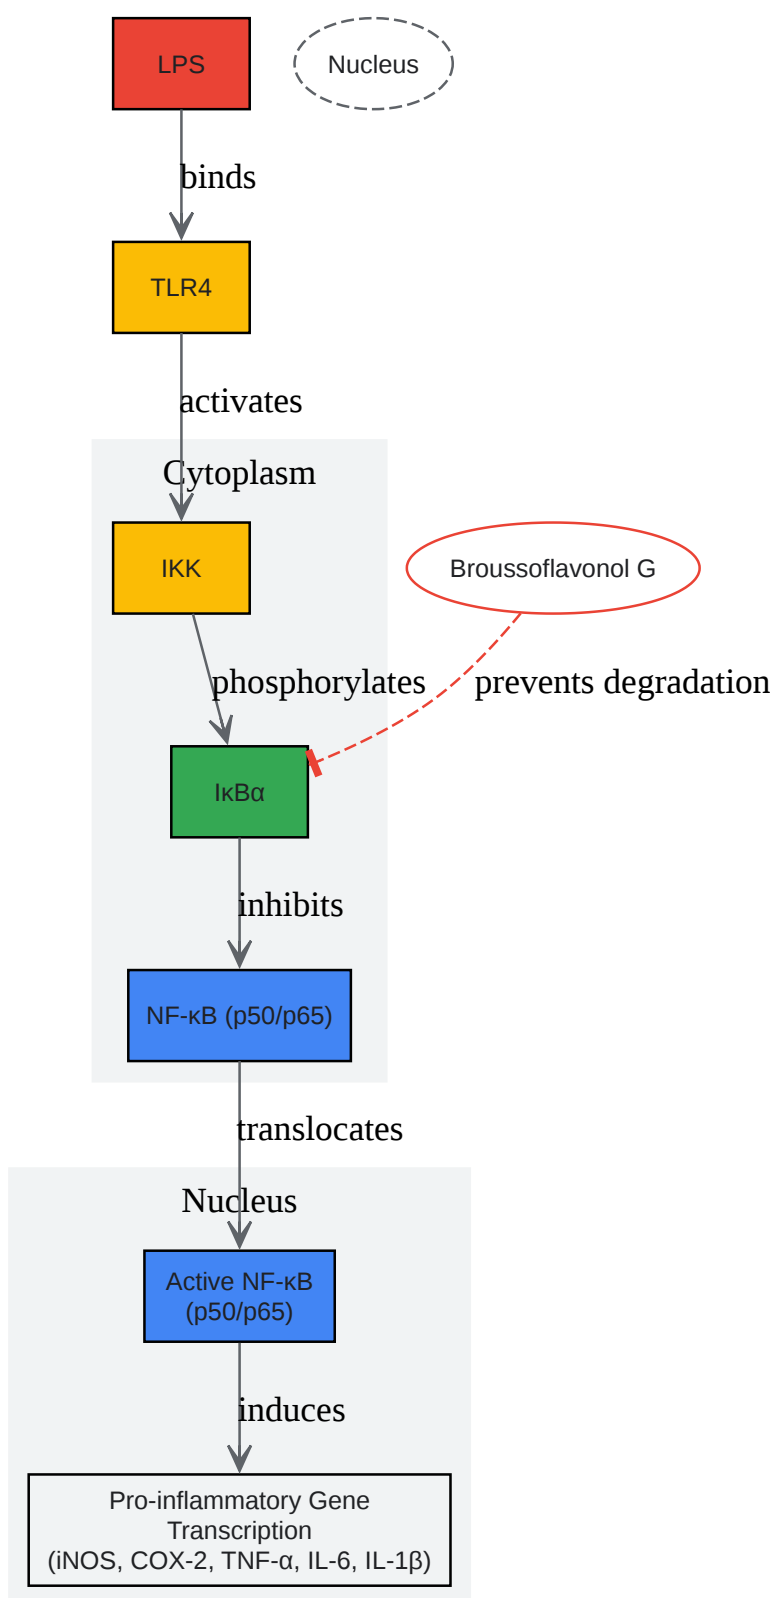 LPS
Nucleus
binds
TLR4
activates
Cytoplasm
IKK
Broussoflavonol G
phosphorylates
prevents degradation
IκBα
inhibits
NF-κB (p50/p65)
translocates
Nucleus
Active NF-κB
(p50/p65)
induces
Pro-inflammatory Gene
Transcription
(iNOS, COX-2, TNF-α, IL-6, IL-1β)